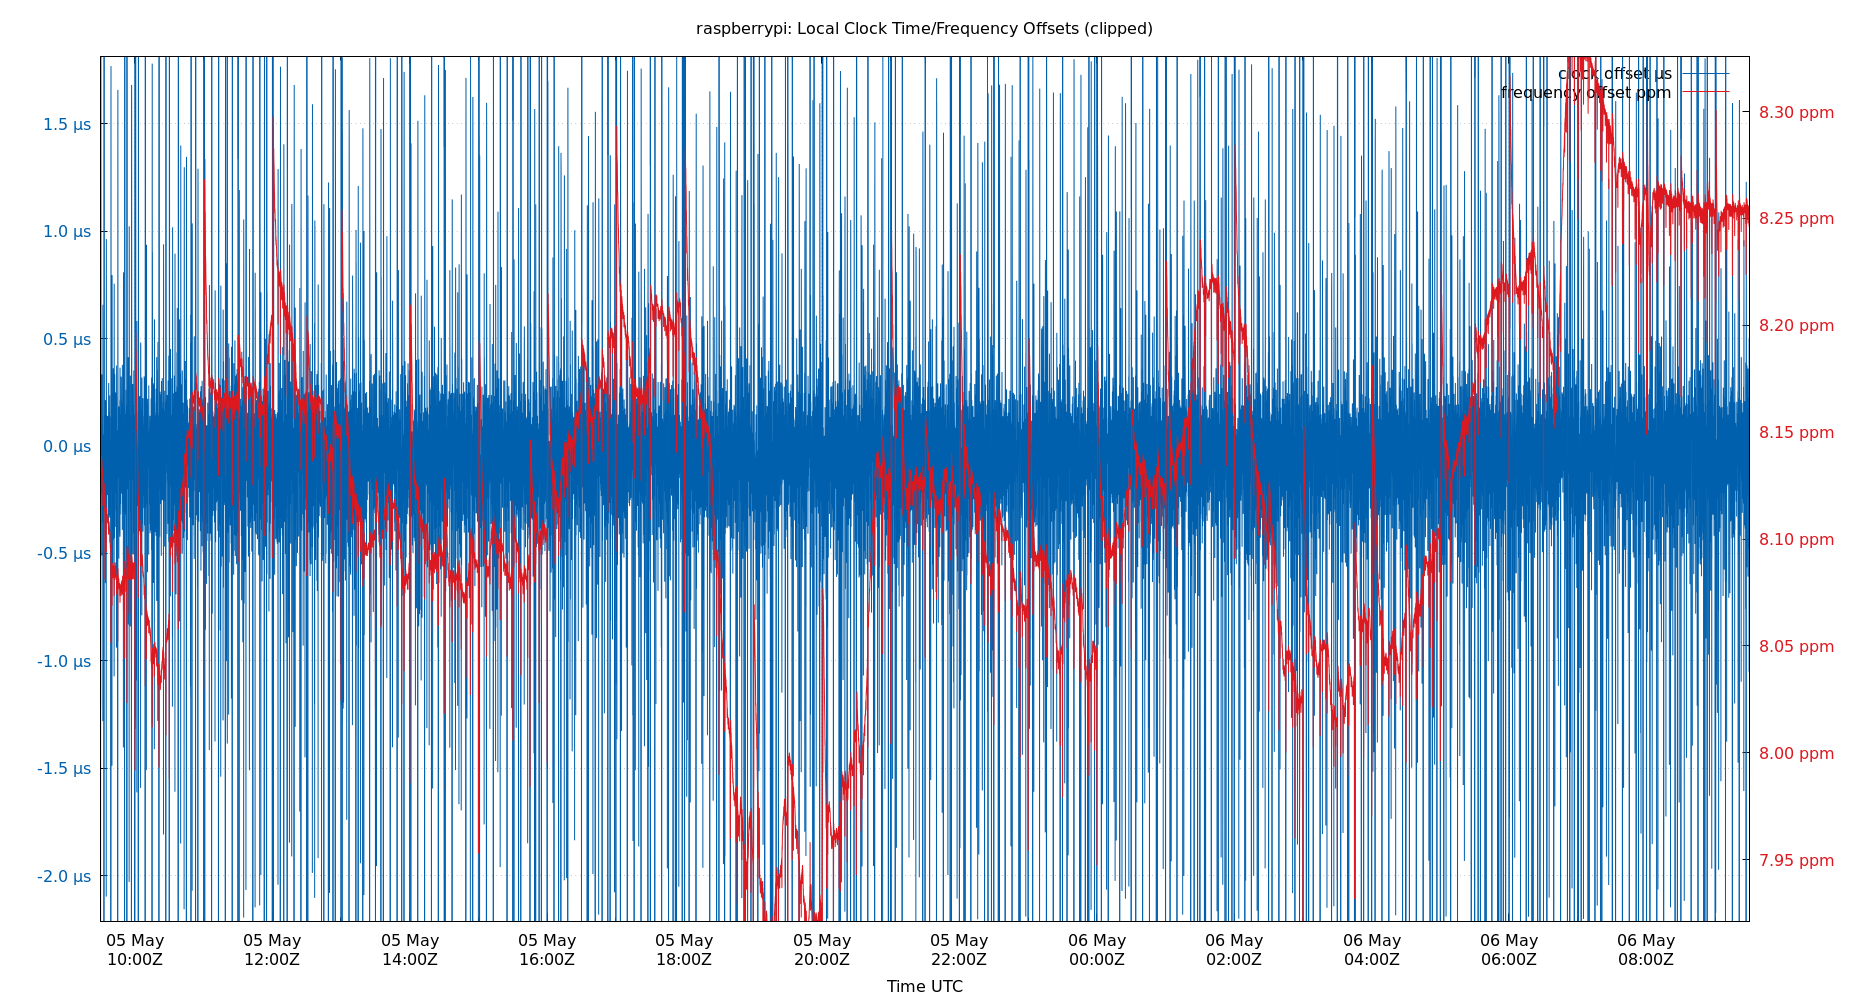 raspberrypi: Local Clock Time/Frequency Offsets (clipped)
clock offset µs
frequency offset ppm
1.5 µs
1.0 µs
0.5 µs
0.0 µs
-0.5 µs
-1.0 µs
-1.5 µs
-2.0 µs
8.30 ppm
8.25 ppm
8.20 ppm
8.15 ppm
8.10 ppm
8.05 ppm
8.00 ppm
7.95 ppm
05 May 05 May 05 May 05 May 05 May 05 May 05 May 06 May 06 May 06 May 06 May 06 May
10:00Z 12:00Z 14:00Z 16:00Z 18:00Z 20:00Z 22:00Z 00:00Z 02:00Z 04:00Z 06:00Z 08:00Z
Time UTC